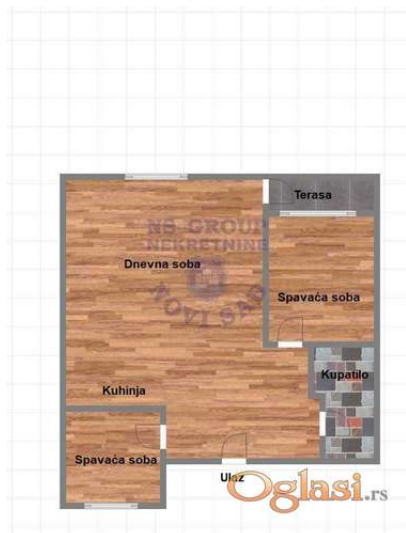 Terasa
NS GROUP
NEKRETNINE
Dnevna soba
Spavaća soba
NOVI SAD
Kupatilo
Kuhinja
Spavaća soba
Ulaz
Oglasi.rs